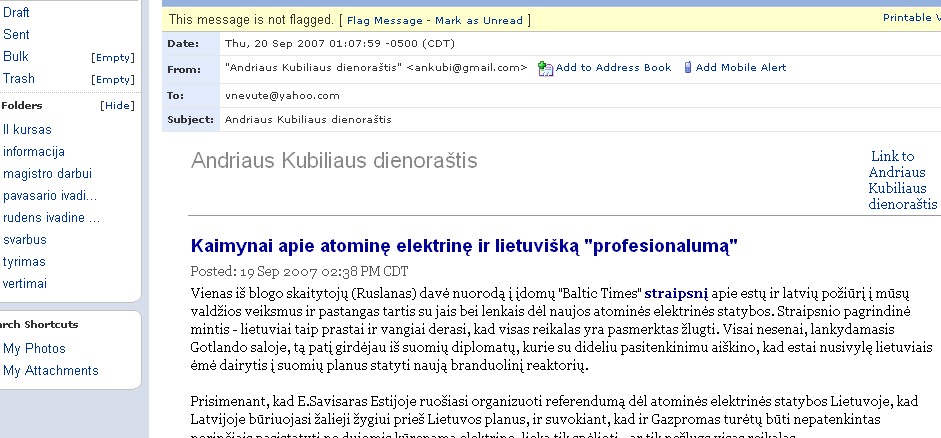 Draft
Sent
Bulk [Empty]
Trash [Empty]
Folders [Hide]
II kursas
informacija
magistro darbui
pavasario ivadi...
rudens ivadine ...
svarbus
tyrimas
vertimai
rch Shortcuts
My Photos
My Attachments
This message is not flagged. [ Flag Message - Mark as Unread ]
Printable V
Date: Thu, 20 Sep 2007 01:07:59 -0500 (CDT)
From: "Andriaus Kubiliaus dienoraštis" <ankubi@gmail.com> Add to Address Book Add Mobile Alert
To: vnevute@yahoo.com
Subject: Andriaus Kubiliaus dienoraštis
Andriaus Kubiliaus dienoraštis
Link to
Andriaus
Kubiliaus
dienoraštis
Kaimynai apie atominę elektrinę ir lietuvišką "profesionalumą"
Posted: 19 Sep 2007 02:38 PM CDT
Vienas iš blogo skaitytojų (Ruslanas) davė nuorodą į įdomų "Baltic Times" straipsnį apie estų ir latvių požiūrį į mūsų
valdžios veiksmus ir pastangas tartis su jais bei lenkais dėl naujos atominės elektrinės statybos. Straipsnio pagrindinė
mintis - lietuviai taip prastai ir vangiai derasi, kad visas reikalas yra pasmerktas žlugti. Visai nesenai, lankydamasis
Gotlando saloje, tą patį girdėjau iš suomių diplomatų, kurie su dideliu pasitenkinimu aiškino, kad estai nusivylę lietuviais
ėmė dairytis į suomių planus statyti naują branduolinį reaktorių.
Prisimenant, kad E.Savisaras Estijoje ruošiasi organizuoti referendumą dėl atominės elektrinės statybos Lietuvoje, kad
Latvijoje būriuojasi žalieji žygiui prieš Lietuvos planus, ir suvokiant, kad ir Gazpromas turėtų būti nepatenkintas